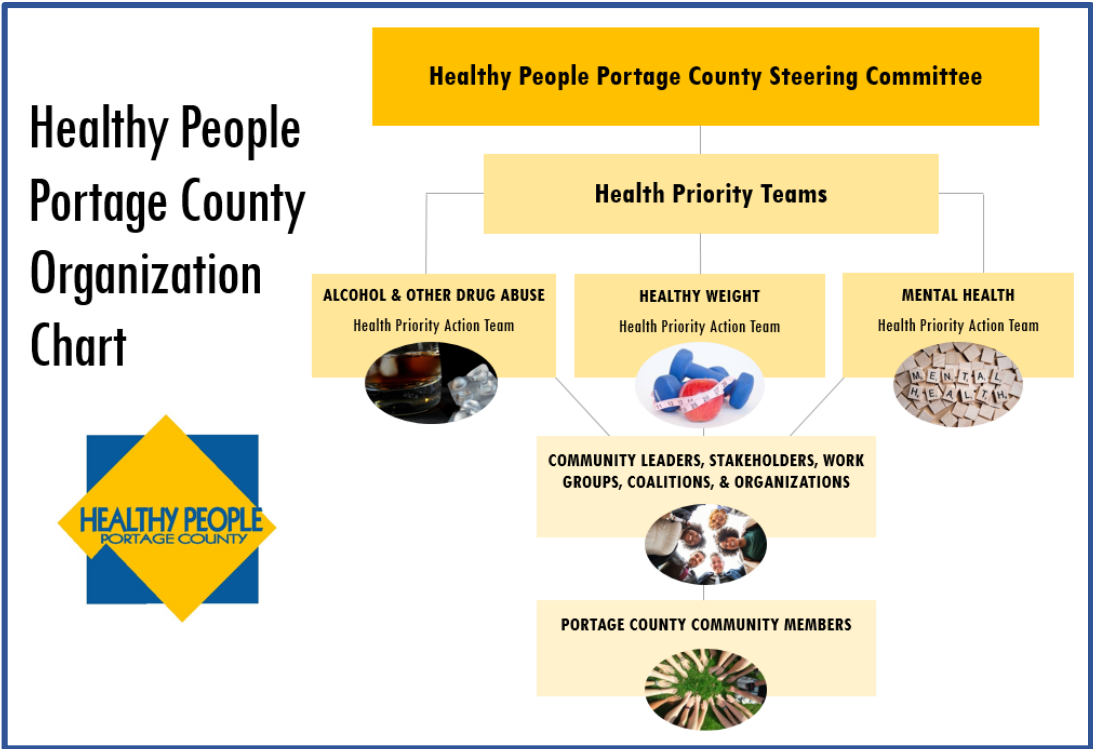 Healthy People
Portage County
Organization
Chart
HEALTHY PEOPLE
PORTAGE COUNTY
Healthy People Portage County Steering Committee
Health Priority Teams
ALCOHOL & OTHER DRUG ABUSE
Health Priority Action Team
HEALTHY WEIGHT
Health Priority Action Team
MENTAL HEALTH
Health Priority Action Team
MENTAL
HEALTH
COMMUNITY LEADERS, STAKEHOLDERS, WORK
GROUPS, COALITIONS, & ORGANIZATIONS
PORTAGE COUNTY COMMUNITY MEMBERS